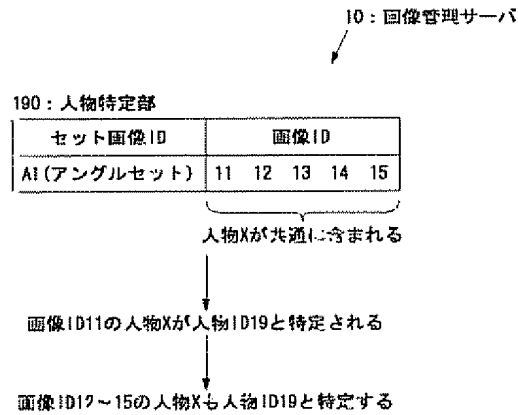 10：画像管理サーバ
190：人物特定部
セット画像ID 画像ID
A1(アングルセット) 11 12 13 14 15
人物Xが共通に含まれる
画像ID11の人物Xが人物ID19と特定される
画像ID12～15の人物Xも人物ID19と特定する